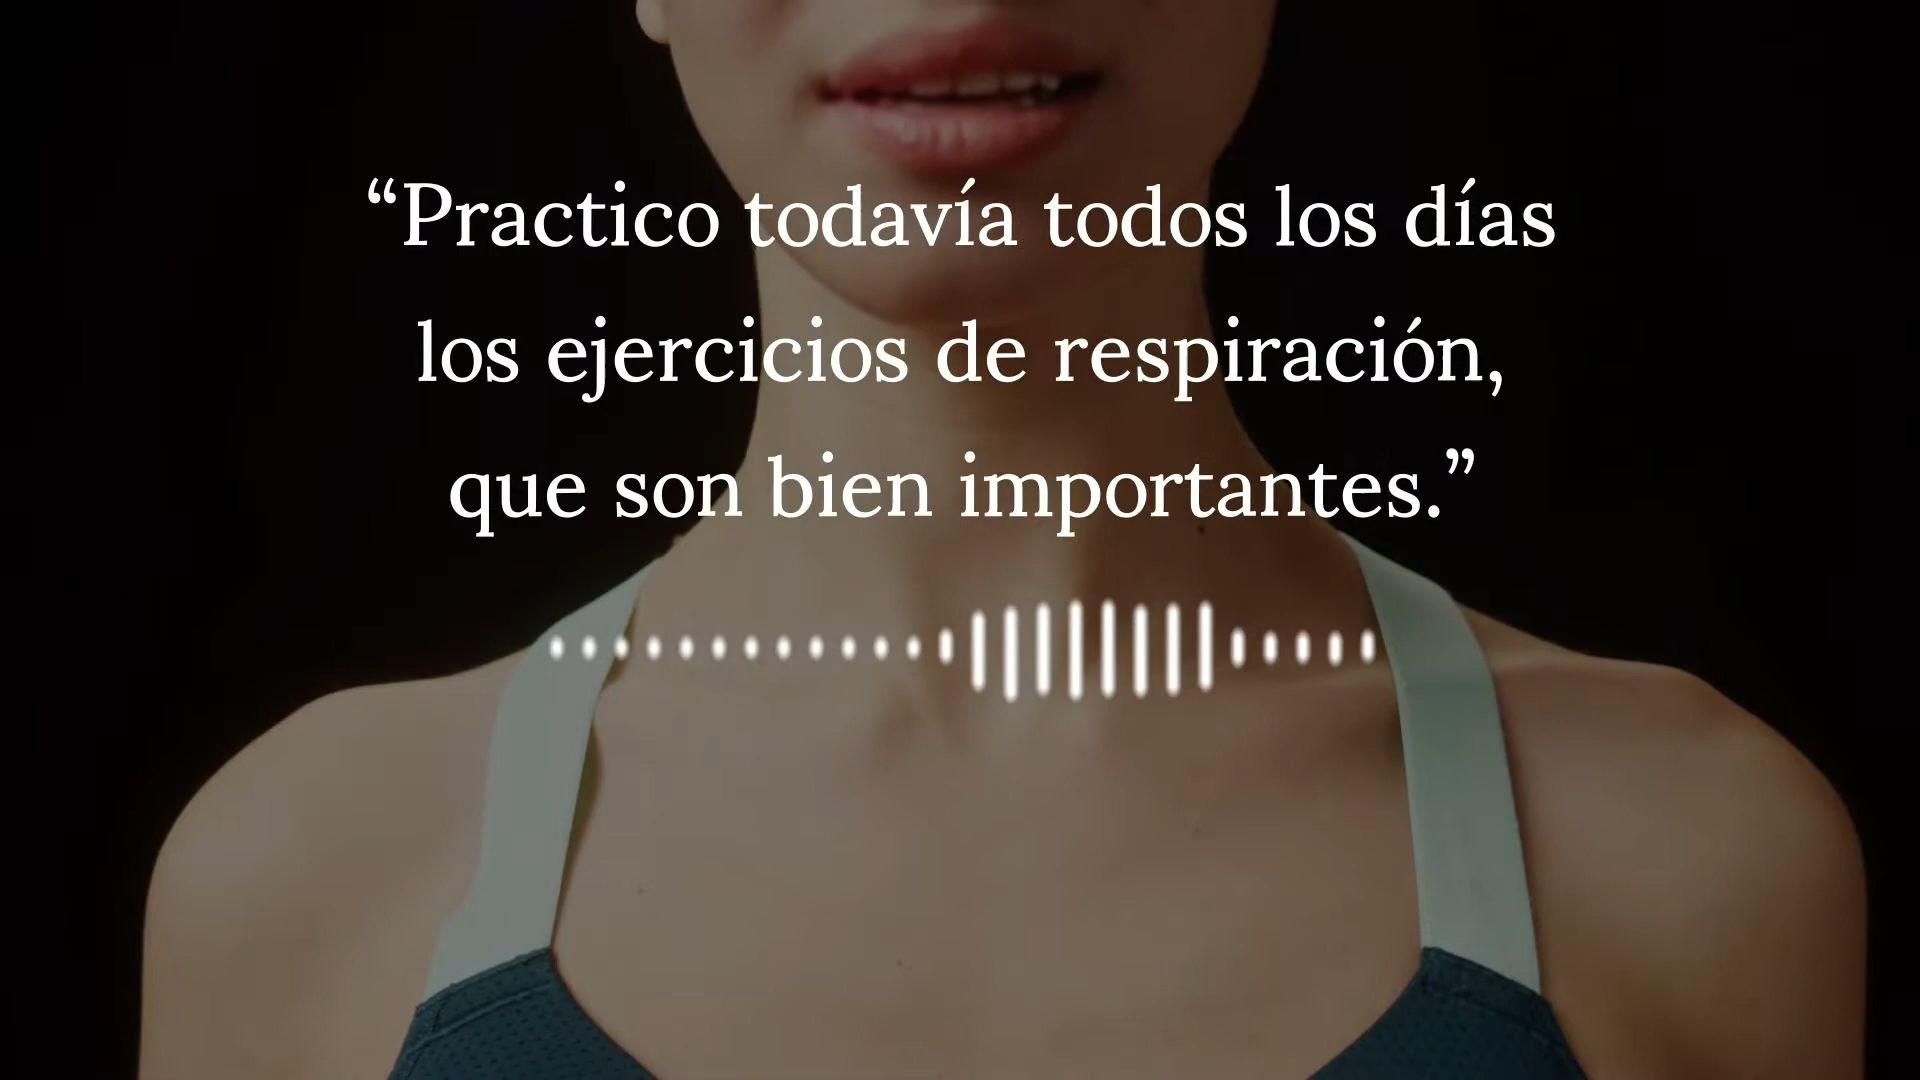 “Practico todavía todos los días
los ejercicios de respiración,
que son bien importantes.”